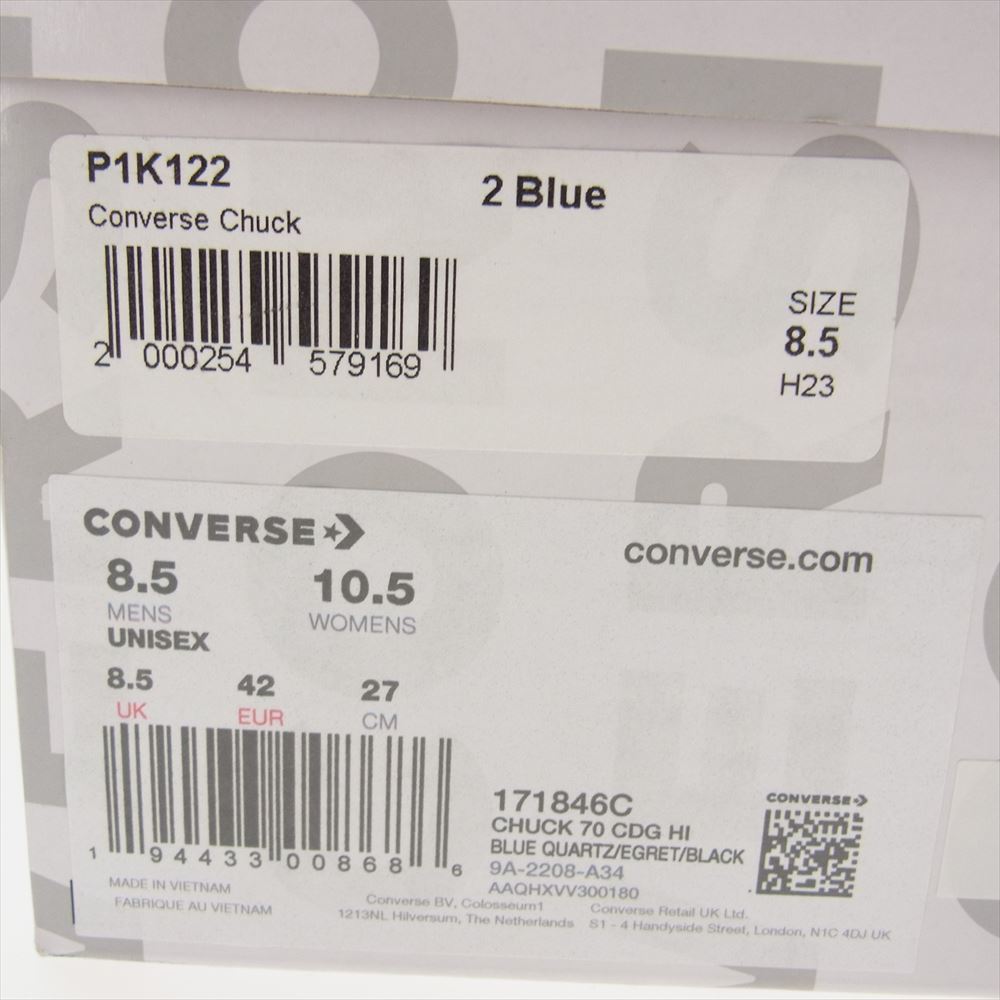 P1K122
2 Blue
Converse Chuck
2 000254 579169
SIZE
8.5
H23
CONVERSE
converse.com
8.5 10.5
MENS WOMENS
UNISEX
8.5 42 27
UK EUR CM
1 94433 00868 6
CONVERSE
171846C
CHUCK 70 CDG HI
BLUE QUARTZ/EGRET/BLACK
9A-2208-A34
AAQHXVV300180
MADE IN VIETNAM
FABRIQUE AU VIETNAM
Converse BV, Colosseum1
1213NL Hilversum, The Netherlands
Converse Retail UK Ltd.
S1 - 4 Handyside Street, London, N1C 4DJ UK